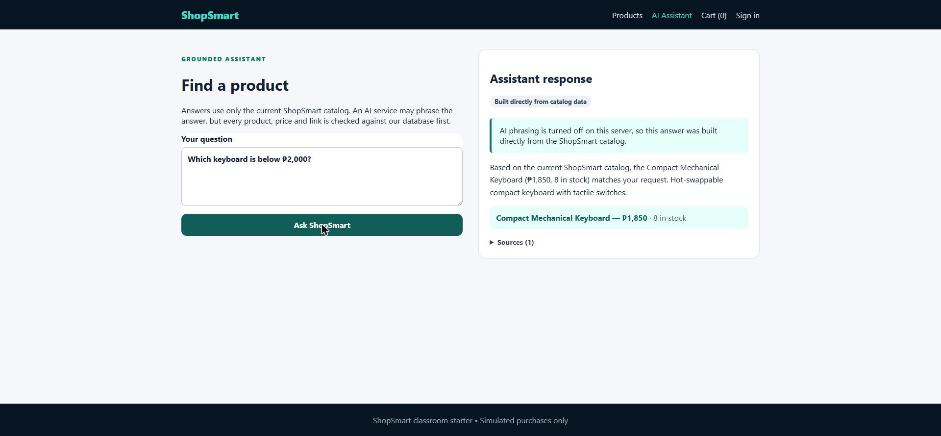 ShopSmart
Products AI Assistant Cart (0) Sign in
GROUNDED ASSISTANT
Find a product
Answers use only the current ShopSmart catalog. An AI service may phrase the
answer, but every product, price and link is checked against our database first.
Your question
Which keyboard is below ₱2,000?
Ask ShopSmart
Assistant response
Built directly from catalog data
AI phrasing is turned off on this server, so this answer was built
directly from the ShopSmart catalog.
Based on the current ShopSmart catalog, the Compact Mechanical
Keyboard (₱1,850, 8 in stock) matches your request. Hot-swappable
compact keyboard with tactile switches.
Compact Mechanical Keyboard — ₱1,850 · 8 in stock
Sources (1)
ShopSmart classroom starter • Simulated purchases only